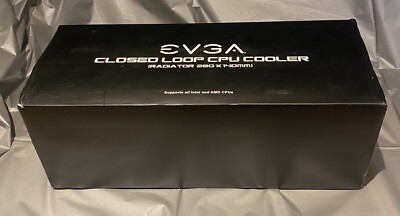 EVGA
CLOSED LOOP CPU COOLER
(RADIATOR 280 X 140mm)
Supports all Intel and AMD CPUs